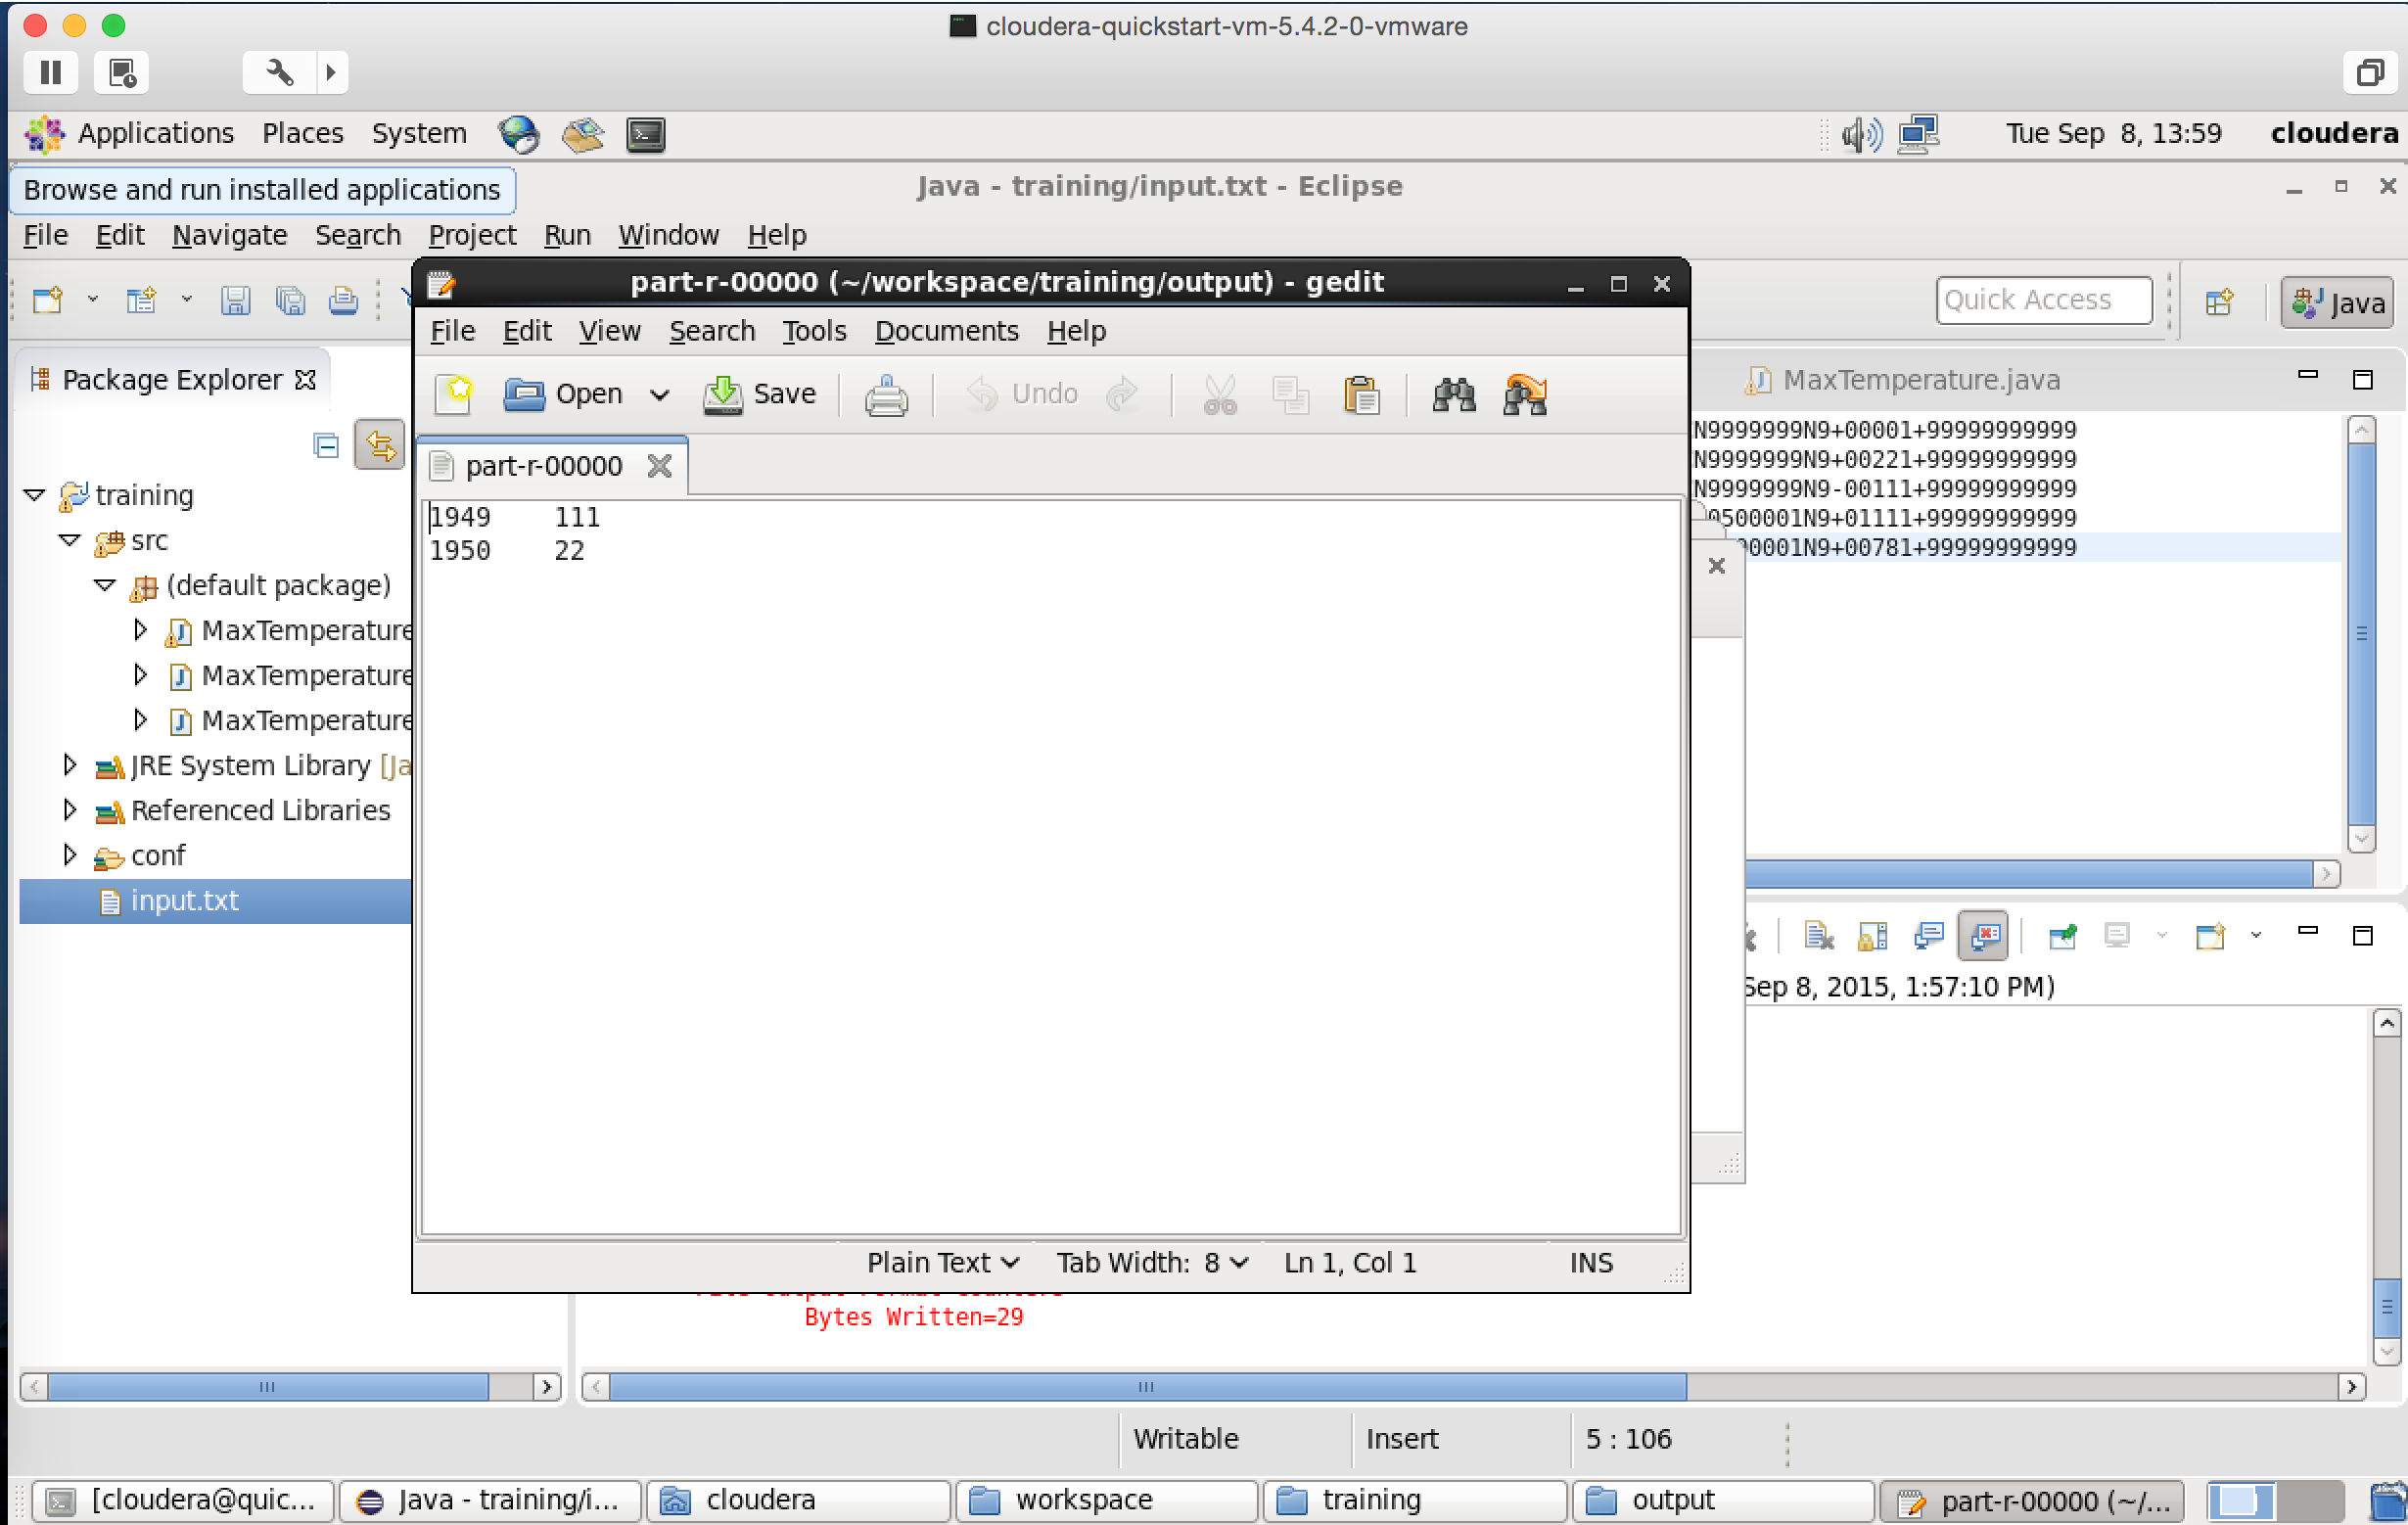 cloudera-quickstart-vm-5.4.2-0-vmware
Applications Places System Tue Sep 8, 13:59 cloudera
Browse and run installed applications
Java - training/input.txt - Eclipse
File Edit Navigate Search Project Run Window Help
part-r-00000 (~/workspace/training/output) - gedit
Quick Access
Java
File Edit View Search Tools Documents Help
Package Explorer
Open Save Undo
MaxTemperature.java
part-r-00000
N9999999N9+00001+99999999999
N9999999N9+00221+99999999999
N9999999N9-00111+99999999999
0500001N9+01111+99999999999
00001N9+00781+99999999999
1949 111
1950 22
training
src
(default package)
MaxTemperature
MaxTemperature
MaxTemperature
JRE System Library [Ja
Referenced Libraries
conf
input.txt
Sep 8, 2015, 1:57:10 PM)
Plain Text Tab Width: 8 Ln 1, Col 1 INS
Bytes Written=29
Writable Insert 5 : 106
[cloudera@quic... Java - training/i... cloudera workspace training output part-r-00000 (~/...